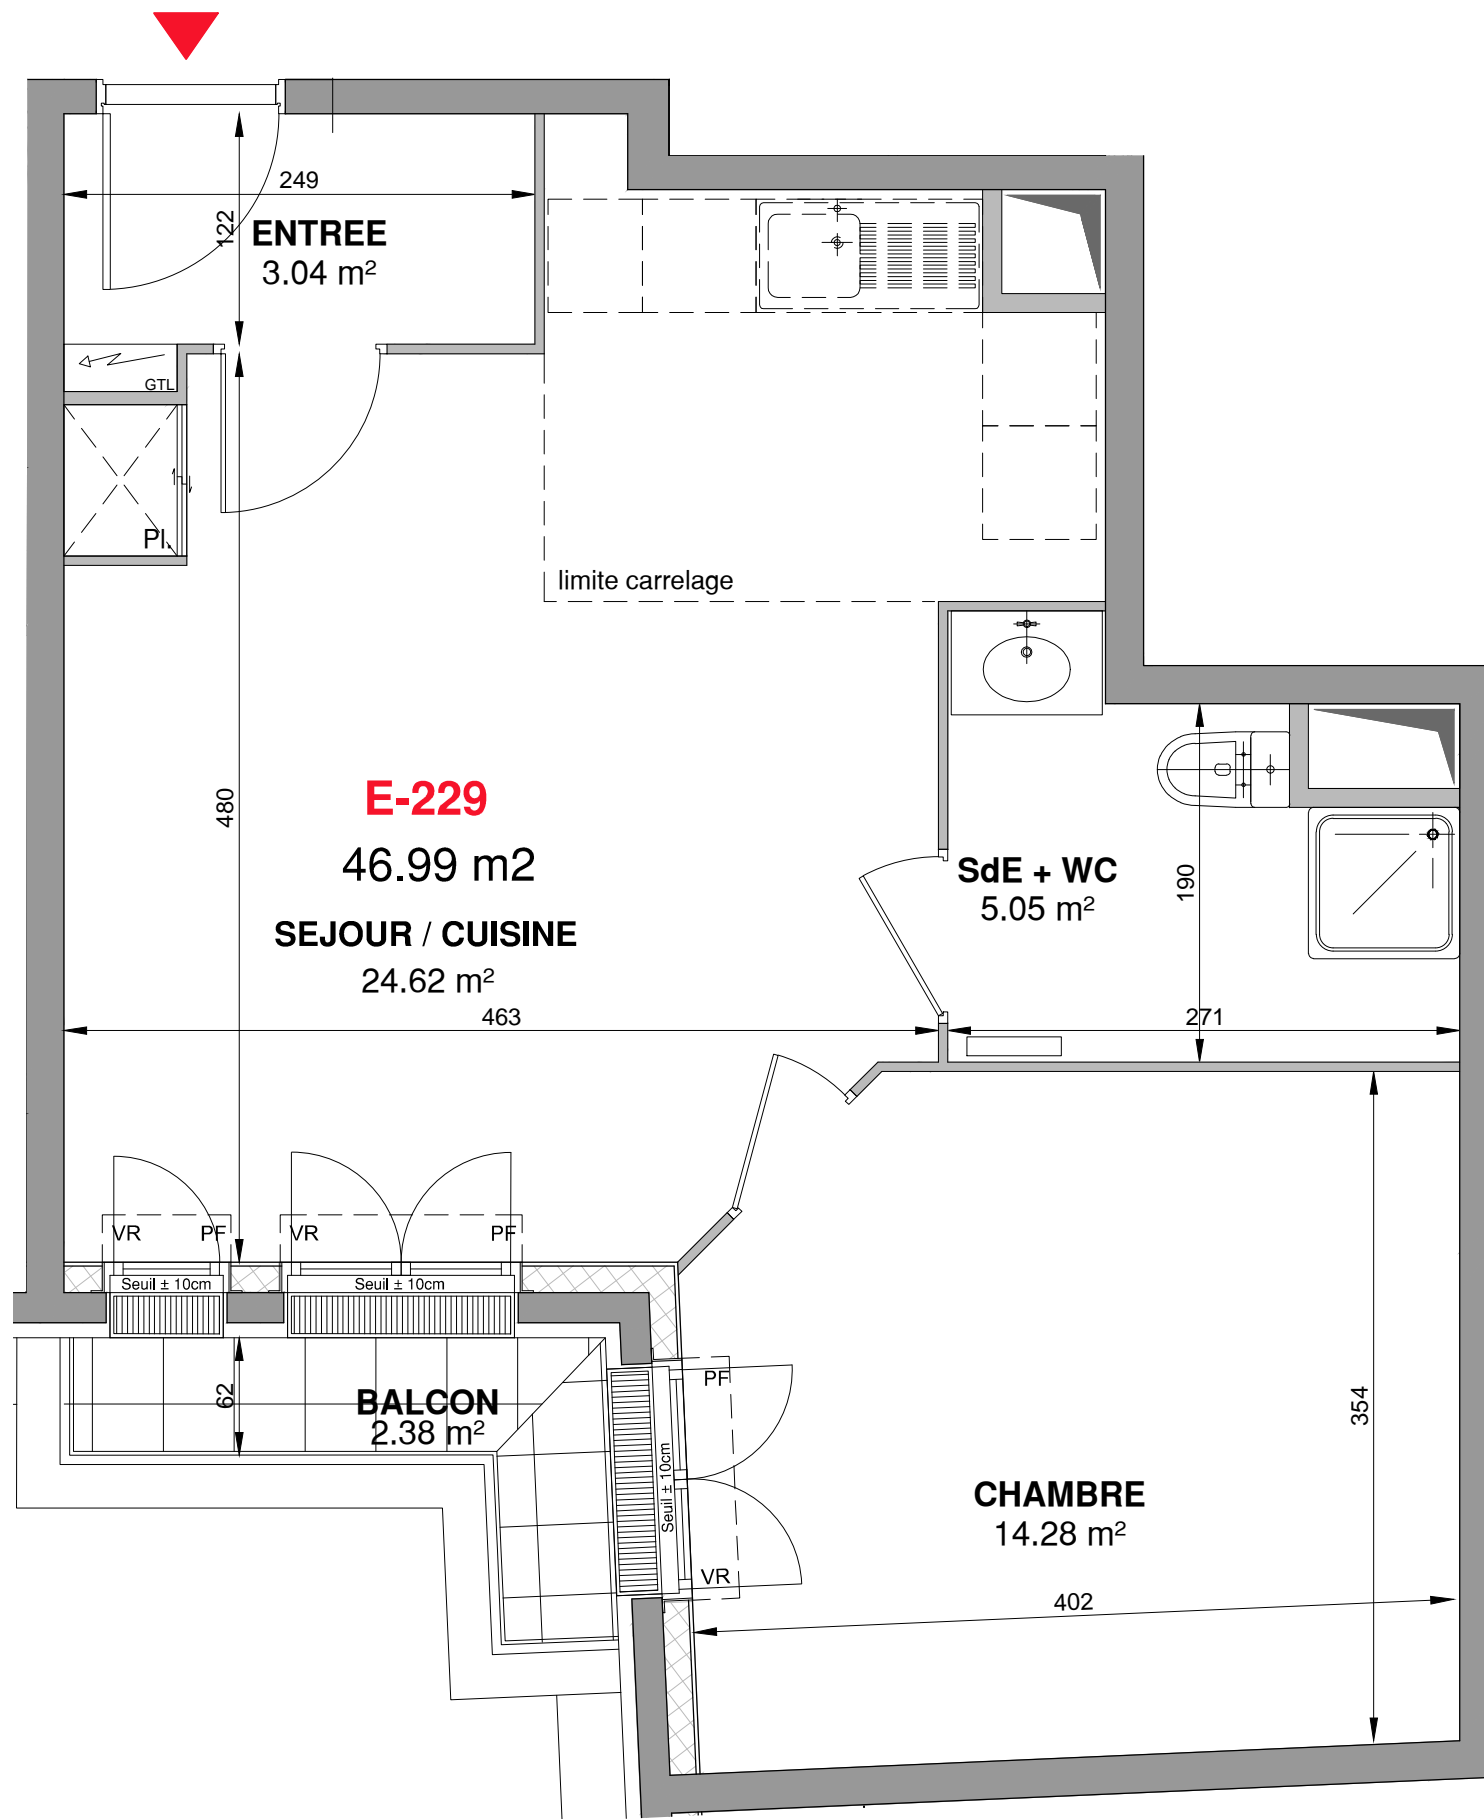 249
122
ENTREE
3.04 m²
GTL
Pl.
limite carrelage
480
E-229
46.99 m2
SEJOUR / CUISINE
24.62 m²
SdE + WC
5.05 m²
190
463
271
VR
PF
VR
PF
Seuil ± 10cm
Seuil ± 10cm
62
BALCON
2.38 m²
PF
Seuil ± 10cm
VR
354
CHAMBRE
14.28 m²
402